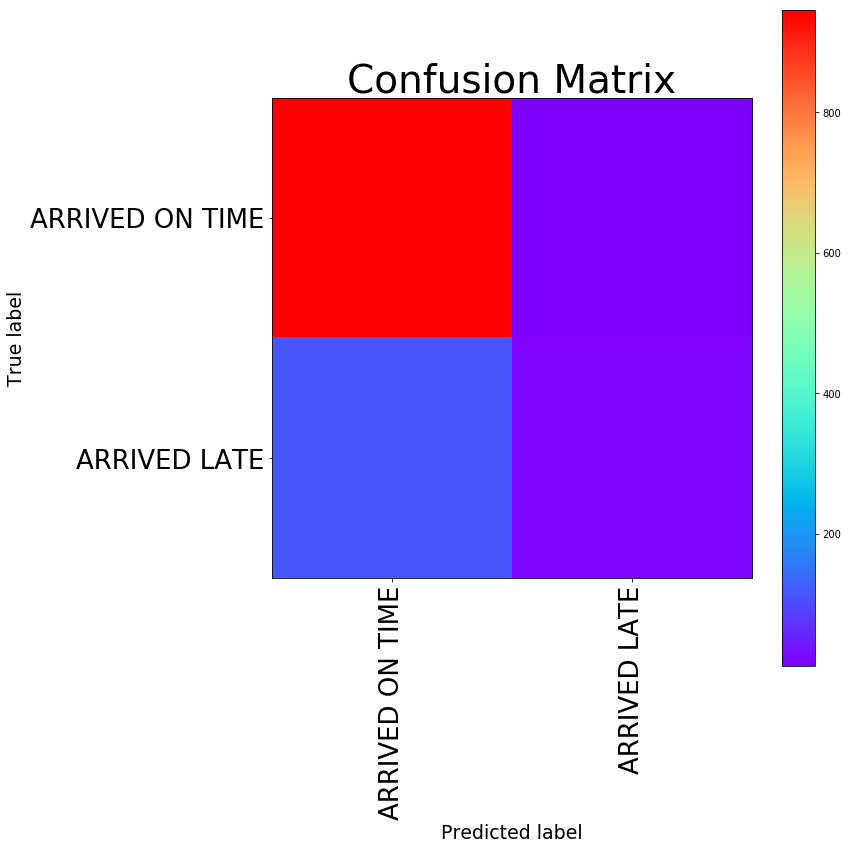 Confusion Matrix
True label
ARRIVED ON TIME
ARRIVED LATE
ARRIVED ON TIME
ARRIVED LATE
Predicted label
800
600
400
200